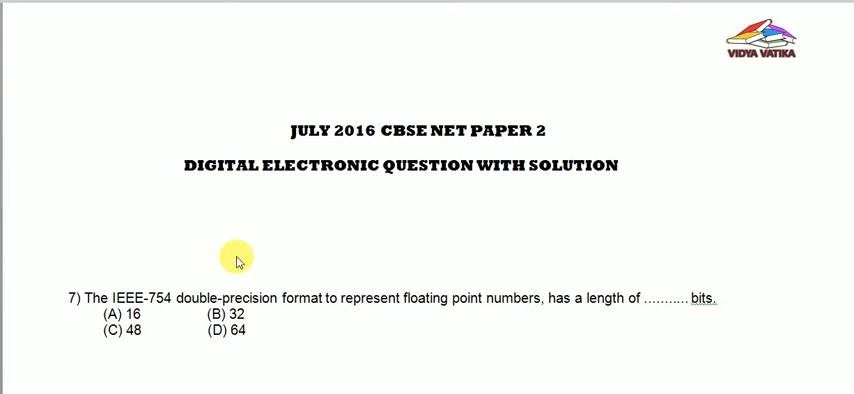 VIDYA VATIKA
JULY 2016 CBSE NET PAPER 2
DIGITAL ELECTRONIC QUESTION WITH SOLUTION
7) The IEEE-754 double-precision format to represent floating point numbers, has a length of ........... bits.
(A) 16 (B) 32
(C) 48 (D) 64